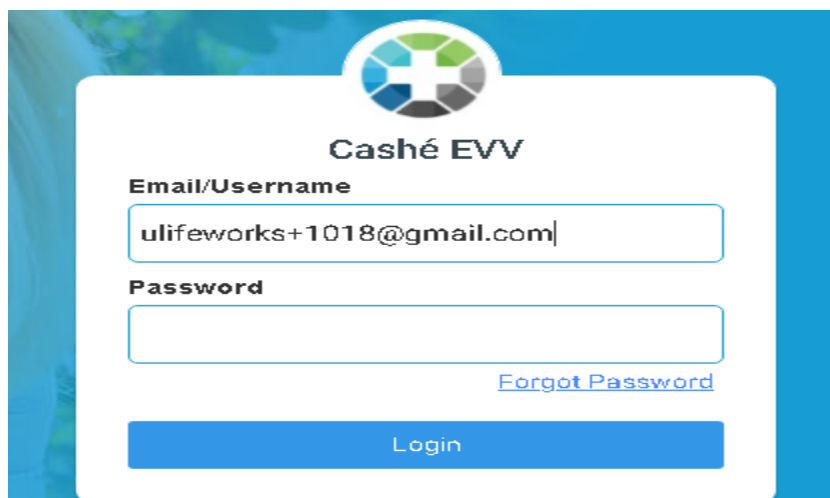 Cashé EVV
Email/Username
ulifeworks+1018@gmail.com
Password
Forgot Password
Login